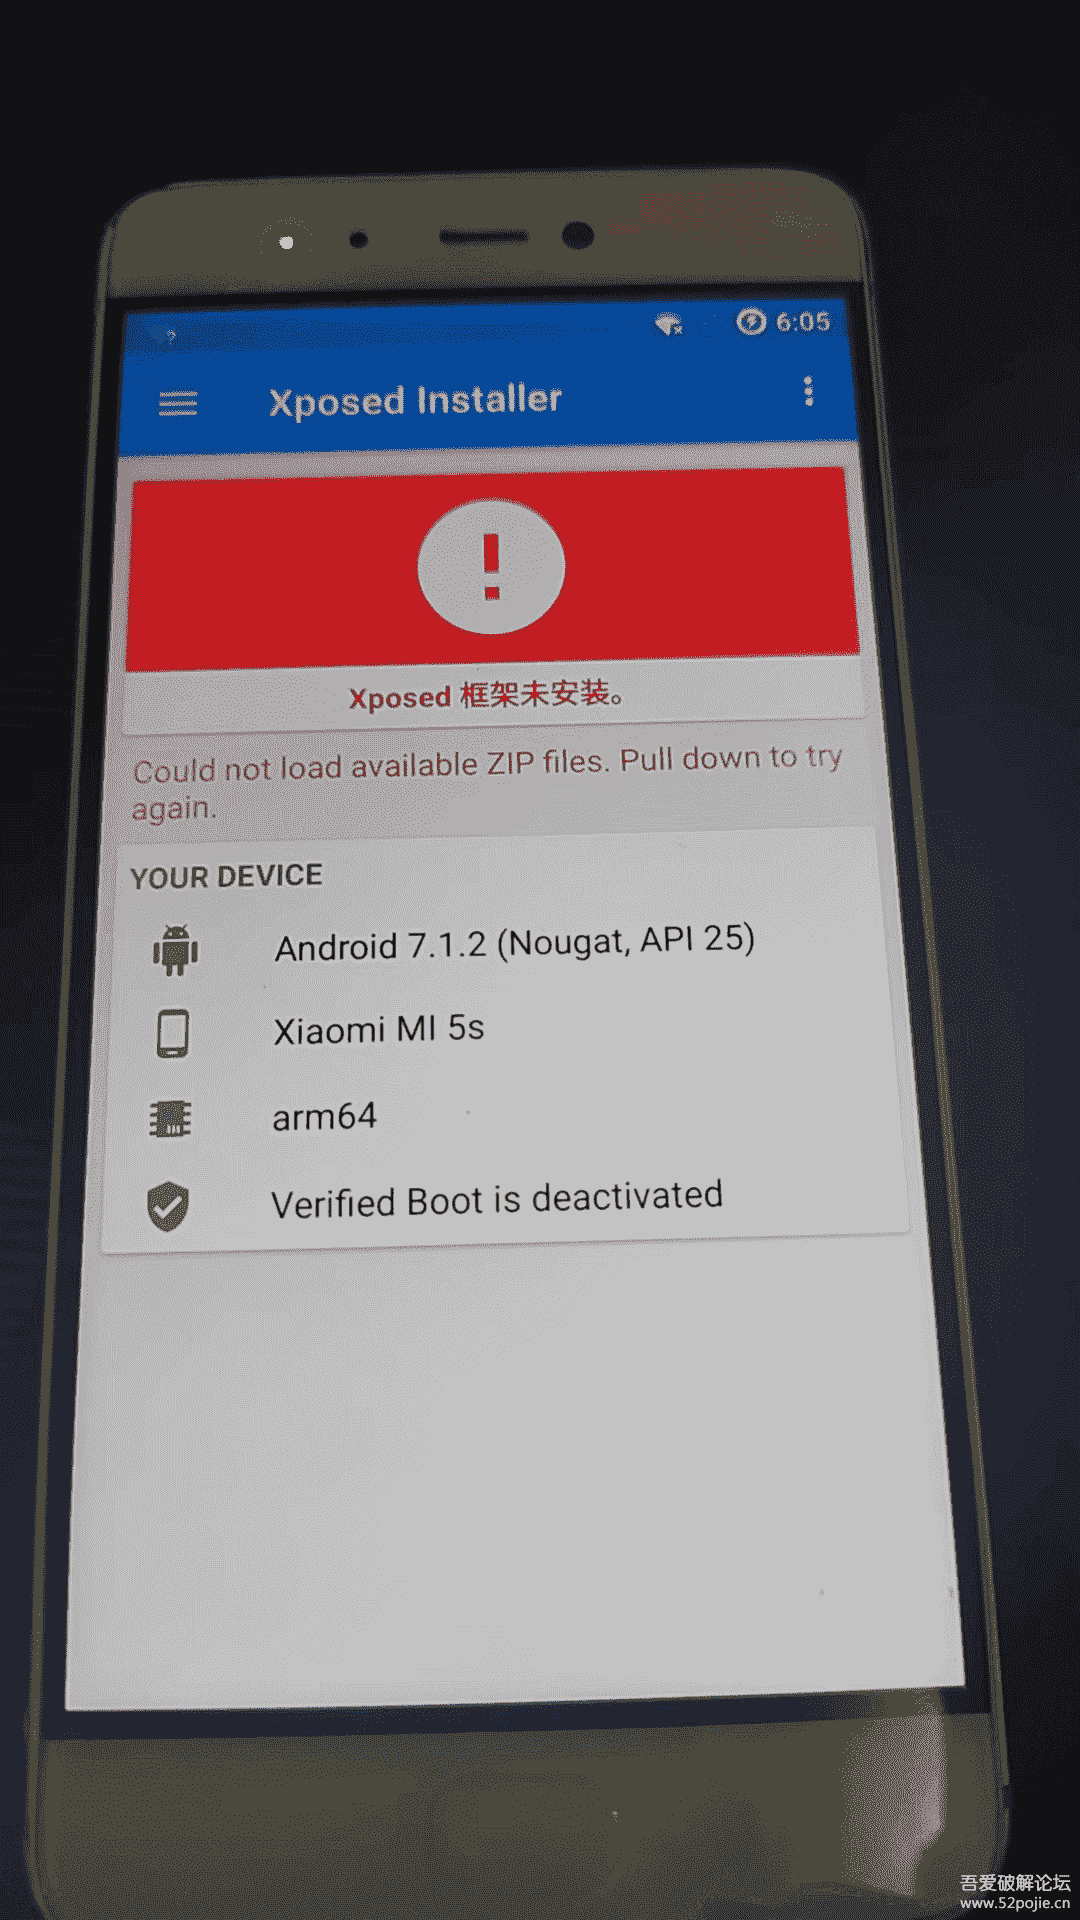 6:05
Xposed Installer
Xposed 框架未安装。
Could not load available ZIP files. Pull down to try
again.
YOUR DEVICE
Android 7.1.2 (Nougat, API 25)
Xiaomi MI 5s
arm64
Verified Boot is deactivated
吾爱破解论坛
www.52pojie.cn